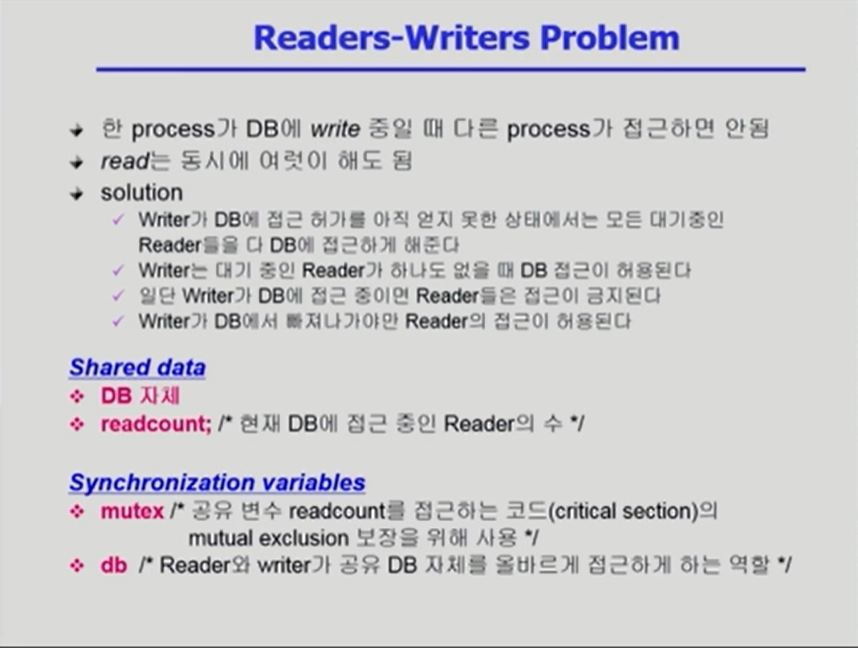 Readers-Writers Problem
한 process가 DB에 write 중일 때 다른 process가 접근하면 안됨
read는 동시에 여럿이 해도 됨
solution
Writer가 DB에 접근 허가를 아직 얻지 못한 상태에서는 모든 대기중인
Reader들을 다 DB에 접근하게 해준다
Writer는 대기 중인 Reader가 하나도 없을 때 DB 접근이 허용된다
일단 Writer가 DB에 접근 중이면 Reader들은 접근이 금지된다
Writer가 DB에서 빠져나가야만 Reader의 접근이 허용된다
Shared data
DB 자체
readcount; /* 현재 DB에 접근 중인 Reader의 수 */
Synchronization variables
mutex /* 공유 변수 readcount를 접근하는 코드(critical section)의
mutual exclusion 보장을 위해 사용 */
db /* Reader와 writer가 공유 DB 자체를 올바르게 접근하게 하는 역할 */